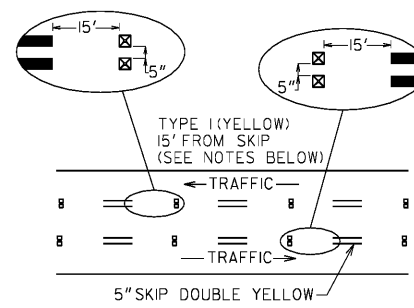 15'
5"
15'
5"
TYPE I (YELLOW)
15' FROM SKIP
(SEE NOTES BELOW)
TRAFFIC
TRAFFIC
5" SKIP DOUBLE YELLOW